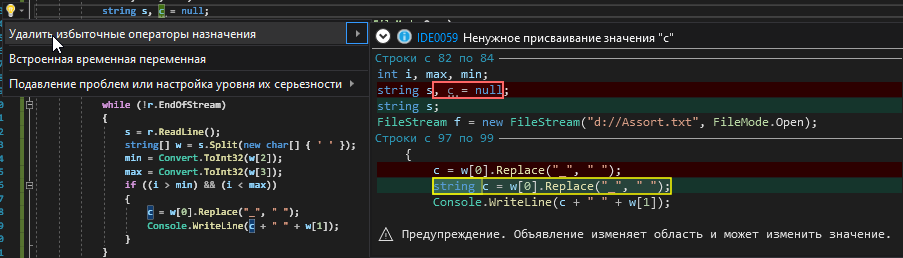 string s, c = null;
Удалить избыточные операторы назначения
Встроенная временная переменная
Подавление проблем или настройка уровня их серьезности
while (!r.EndOfStream)
{
s = r.ReadLine();
string[] w = s.Split(new char[] { ' ' });
min = Convert.ToInt32(w[2]);
max = Convert.ToInt32(w[3]);
if ((i > min) && (i < max))
{
c = w[0].Replace("_", " ");
Console.WriteLine(c + " " + w[1]);
}
}
IDE0059 Ненужное присваивание значения "c"
Строки с 82 по 84
int i, max, min;
string s, c = null;
string s;
FileStream f = new FileStream("d://Assort.txt", FileMode.Open);
Строки с 97 по 99
{
c = w[0].Replace("_", " ");
string c = w[0].Replace("_", " ");
Console.WriteLine(c + " " + w[1]);
Предупреждение. Объявление изменяет область и может изменить значение.